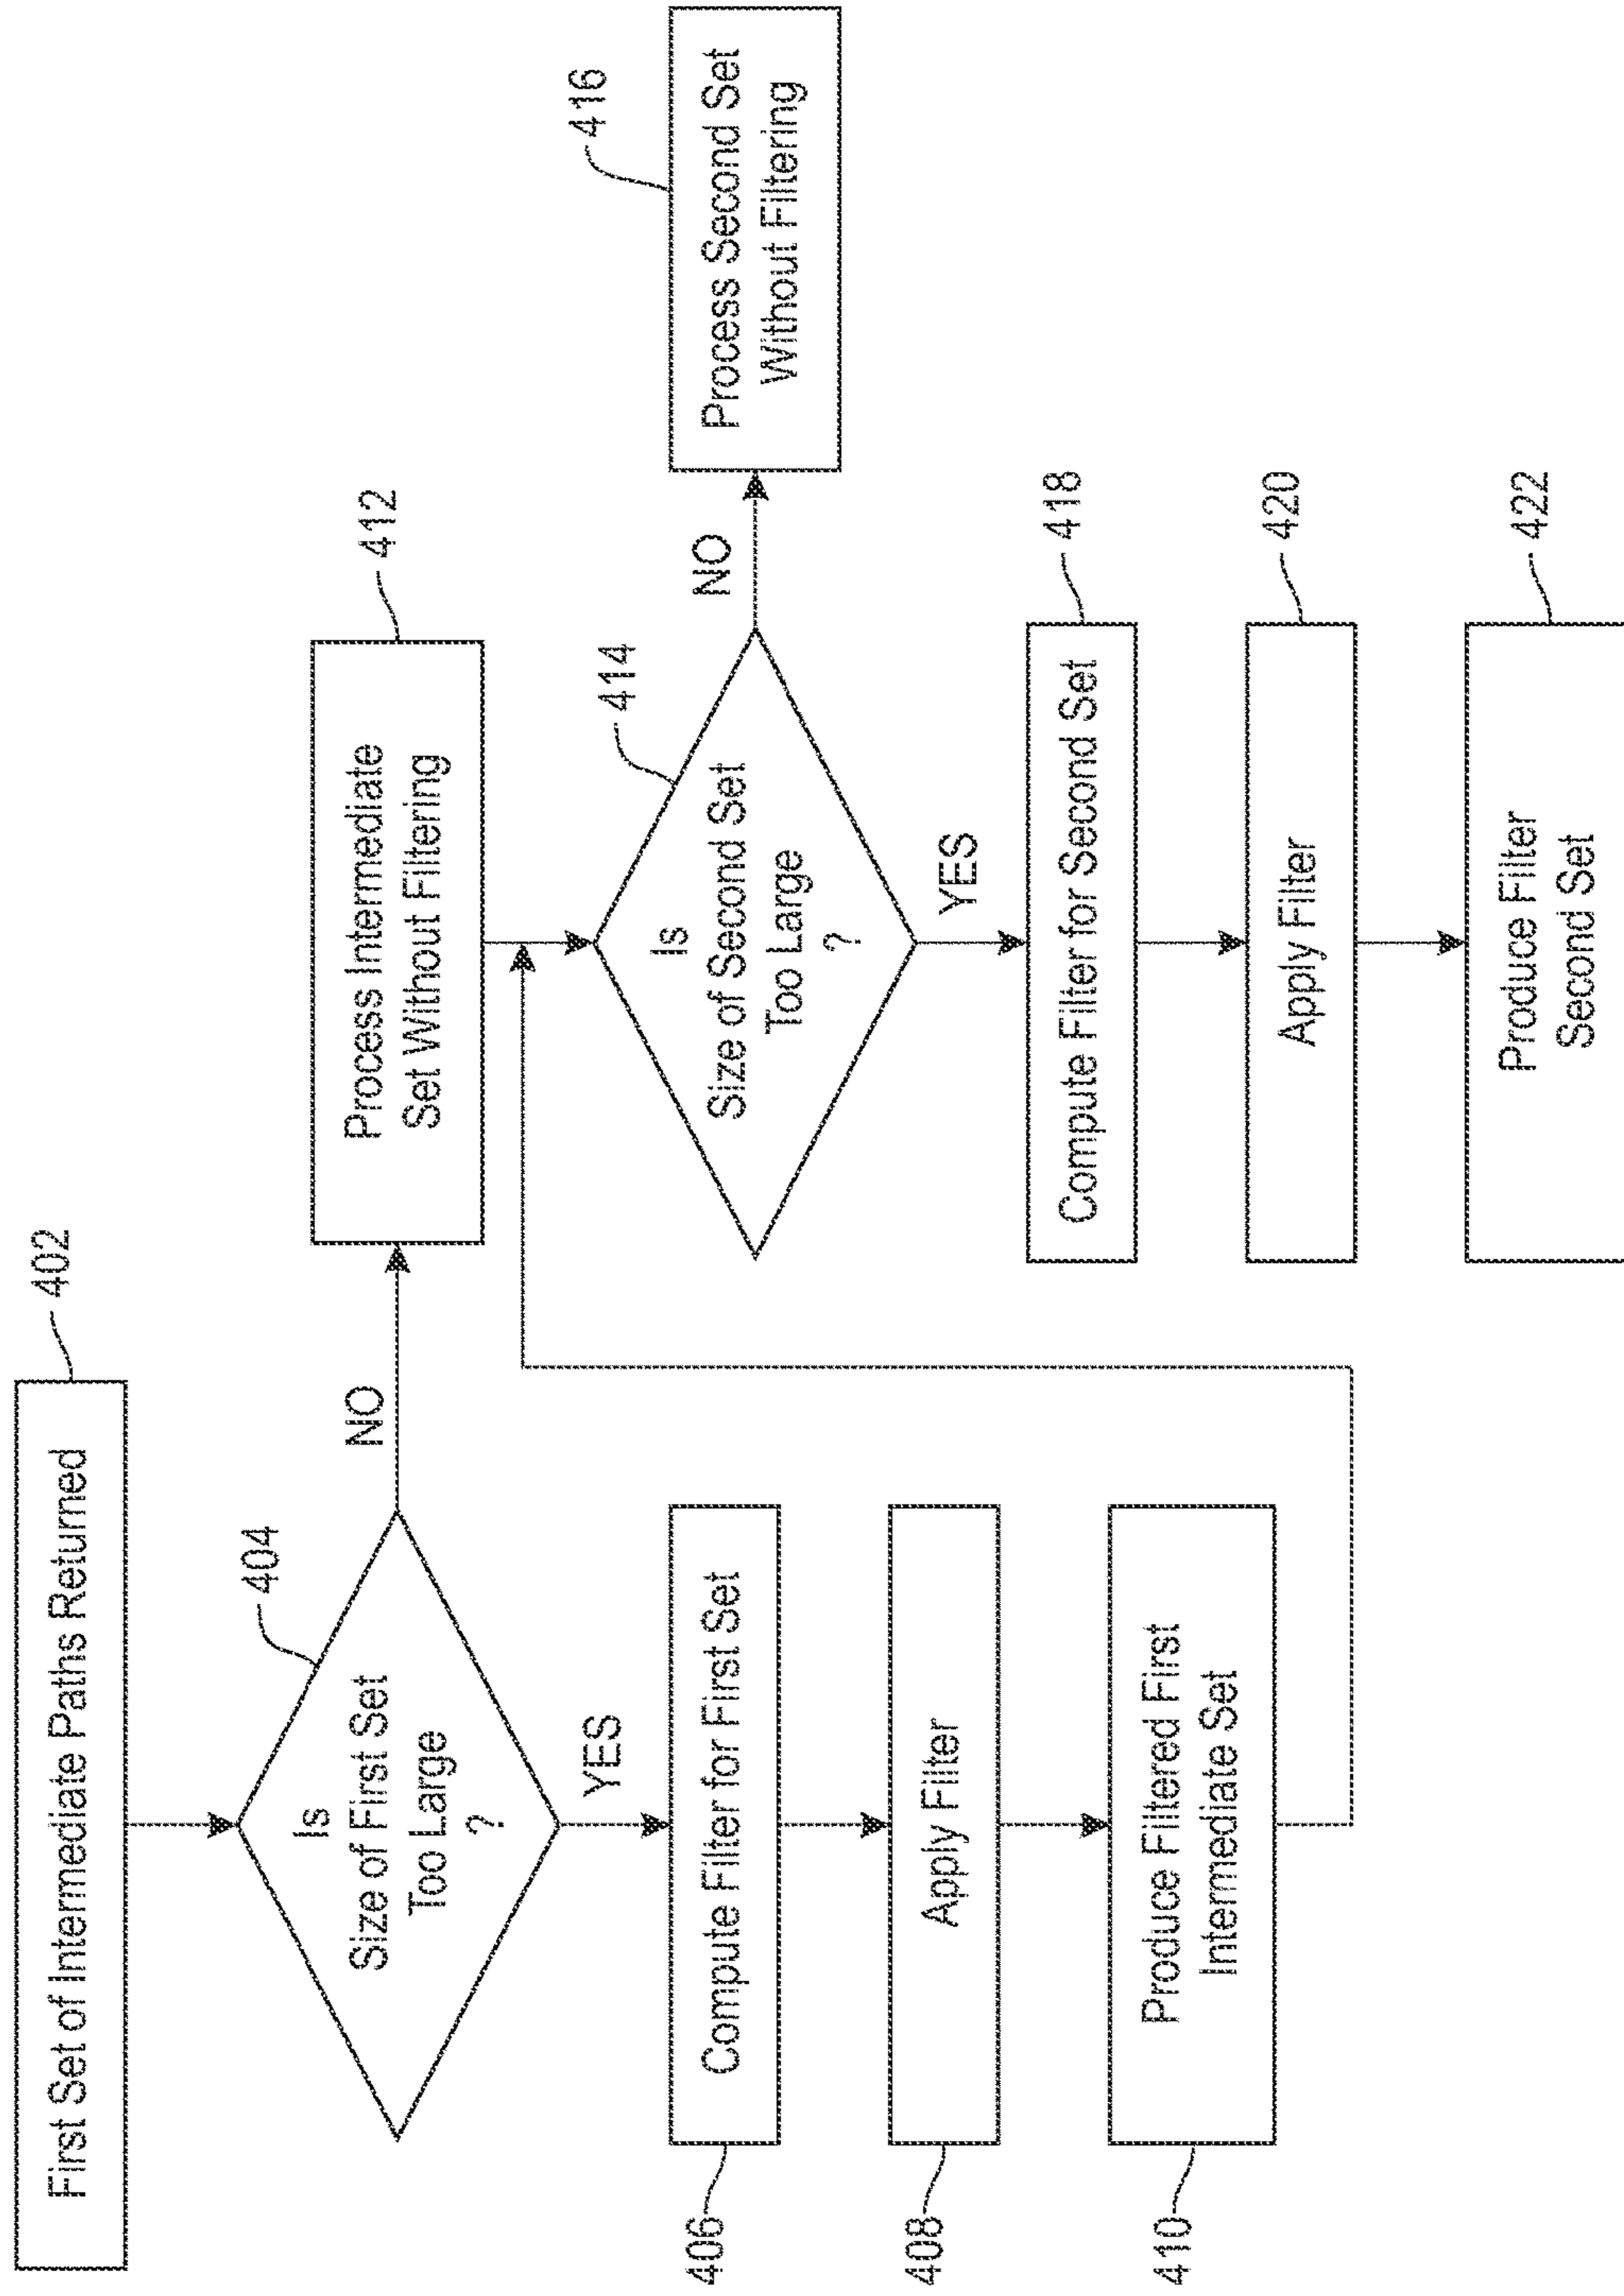 First Set of Intermediate Paths Returned
402
Is
Size of First Set
Too Large
?
404
NO
YES
Compute Filter for First Set
406
Apply Filter
408
Produce Filtered First
Intermediate Set
410
Process Intermediate
Set Without Filtering
412
Is
Size of Second Set
Too Large
?
414
NO
YES
Process Second Set
Without Filtering
416
Compute Filter for Second Set
418
Apply Filter
420
Produce Filter
Second Set
422